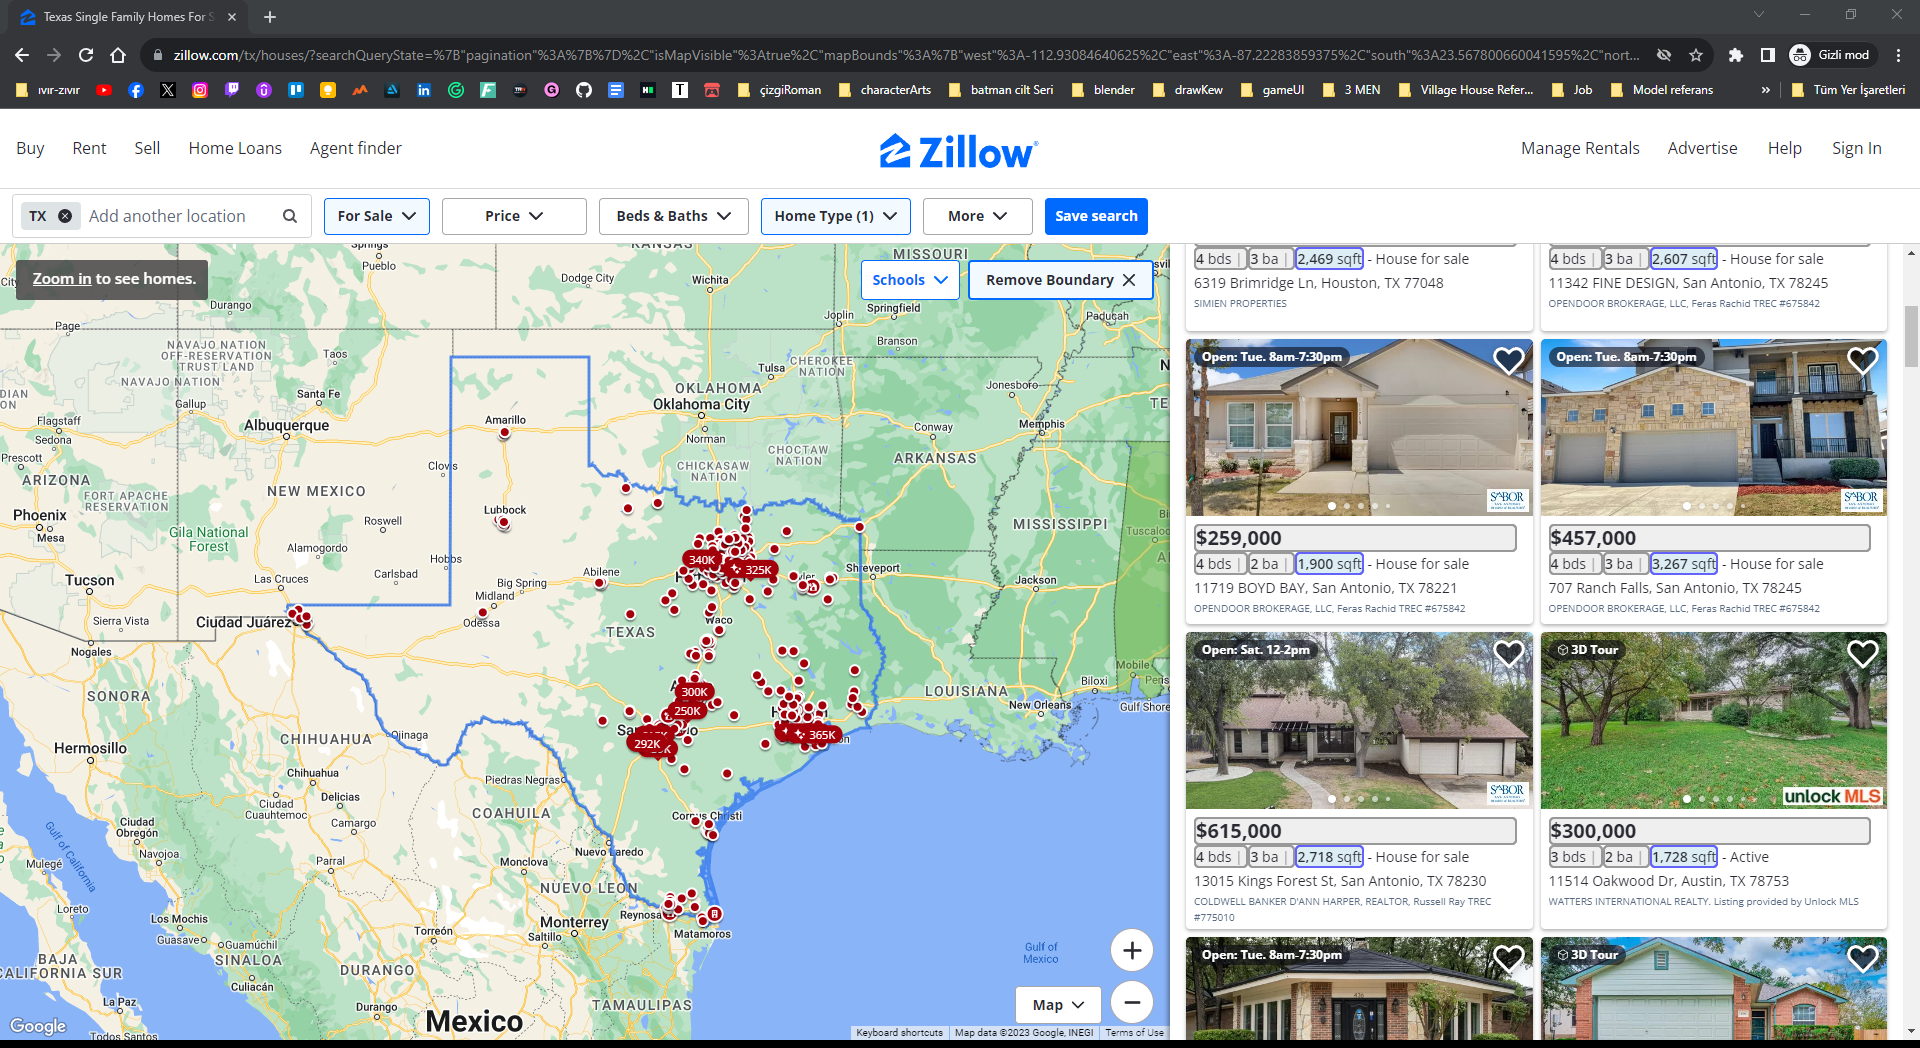 Texas Single Family Homes For S
zillow.com/tx/houses/?searchQueryState=%7B"pagination"%3A%7B%7D%2C"isMapVisible"%3Atrue%2C"mapBounds"%3A%7B"west"%3A-112.93084640625%2C"east"%3A-87.22283859375%2C"south"%3A23.567800660041595%2C"nort...
Gizli mod
ıvır-zıvır
çizgiRoman
characterArts
batman cilt Seri
blender
drawKew
gameUI
3 MEN
Village House Refer...
Job
Model referans
»
Tüm Yer İşaretleri
Buy
Rent
Sell
Home Loans
Agent finder
Zillow
Manage Rentals
Advertise
Help
Sign In
TX
Add another location
For Sale
Price
Beds & Baths
Home Type (1)
More
Save search
Zoom in to see homes.
Schools
Remove Boundary
Springs
Pueblo
KANSAS
MISSOURI
Dodge City
Wichita
Durango
Joplin
Springfield
Page
NAVAJO NATION
OFF-RESERVATION
TRUST LAND
Taos
Paducah
Branson
NAVAJO NATION
Tulsa
CHEROKEE
NATION
Santa Fe
OKLAHOMA
Oklahoma City
Jonesboro
Gallup
Flagstaff
Sedona
Albuquerque
Amarillo
Norman
Conway
Memphis
Prescott
Clovis
CHICKASAW
NATION
CHOCTAW
NATION
ARKANSAS
ARIZONA
FORT APACHE
RESERVATION
NEW MEXICO
Phoenix
Mesa
Lubbock
Roswell
MISSISSIPPI
Gila National
Forest
Alamogordo
Hobbs
340K
325K
Tucson
Las Cruces
Carlsbad
Big Spring
Abilene
Shreveport
Jackson
Midland
Odessa
Sierra Vista
Ciudad Juárez
TEXAS
Waco
Nogales
SONORA
Mobile
300K
LOUISIANA
Biloxi
250K
New Orleans
Gulf Shore
Hermosillo
CHIHUAHUA
Ojinaga
292K
365K
Chihuahua
Piedras Negras
Delicias
Ciudad
Cuauhtemoc
COAHUILA
Corpus Christi
Ciudad
Obregón
Camargo
Gulf of California
Navojoa
Nuevo Laredo
Mulegé
Parral
Monclova
NUEVO LEON
Loreto
Los Mochis
Reynosa
Monterrey
Matamoros
Guasave
Guamúchil
Torreón
Saltillo
SINALOA
BAJA
CALIFORNIA SUR
Culiacán
DURANGO
Gulf of
Mexico
La Paz
Durango
TAMAULIPAS
Mexico
Todos Santos
Map
Google
Keyboard shortcuts
Map data ©2023 Google, INEGI
Terms of Use
4 bds | 3 ba | 2,469 sqft - House for sale
6319 Brimridge Ln, Houston, TX 77048
SIMIEN PROPERTIES
4 bds | 3 ba | 2,607 sqft - House for sale
11342 FINE DESIGN, San Antonio, TX 78245
OPENDOOR BROKERAGE, LLC, Feras Rachid TREC #675842
Open: Tue. 8am-7:30pm
SABOR
$259,000
4 bds | 2 ba | 1,900 sqft - House for sale
11719 BOYD BAY, San Antonio, TX 78221
OPENDOOR BROKERAGE, LLC, Feras Rachid TREC #675842
Open: Tue. 8am-7:30pm
SABOR
$457,000
4 bds | 3 ba | 3,267 sqft - House for sale
707 Ranch Falls, San Antonio, TX 78245
OPENDOOR BROKERAGE, LLC, Feras Rachid TREC #675842
Open: Sat. 12-2pm
SABOR
$615,000
4 bds | 3 ba | 2,718 sqft - House for sale
13015 Kings Forest St, San Antonio, TX 78230
COLDWELL BANKER D'ANN HARPER, REALTOR, Russell Ray TREC
#775010
3D Tour
unlock MLS
$300,000
3 bds | 2 ba | 1,728 sqft - Active
11514 Oakwood Dr, Austin, TX 78753
WATTERS INTERNATIONAL REALTY. Listing provided by Unlock MLS
Open: Tue. 8am-7:30pm
3D Tour